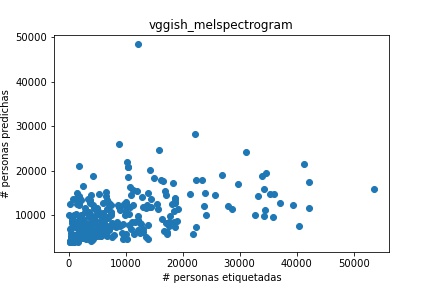 vggish_melspectrogram
50000
40000
30000
20000
10000
# personas predichas
0 10000 20000 30000 40000 50000
# personas etiquetadas